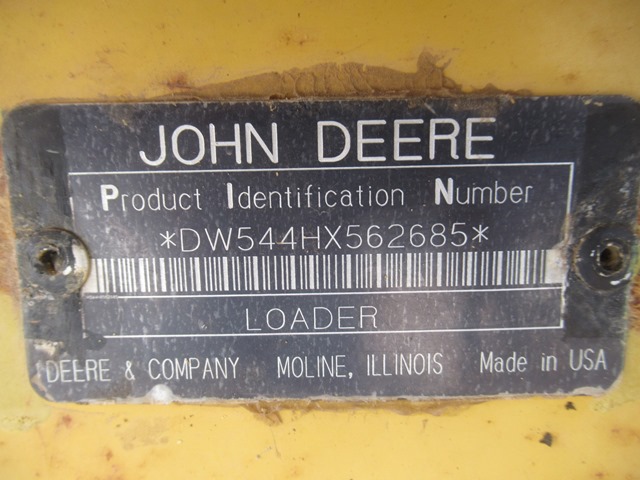 JOHN DEERE
Product Identification Number
*DW544HX562685*
LOADER
DEERE & COMPANY MOLINE, ILLINOIS Made in USA